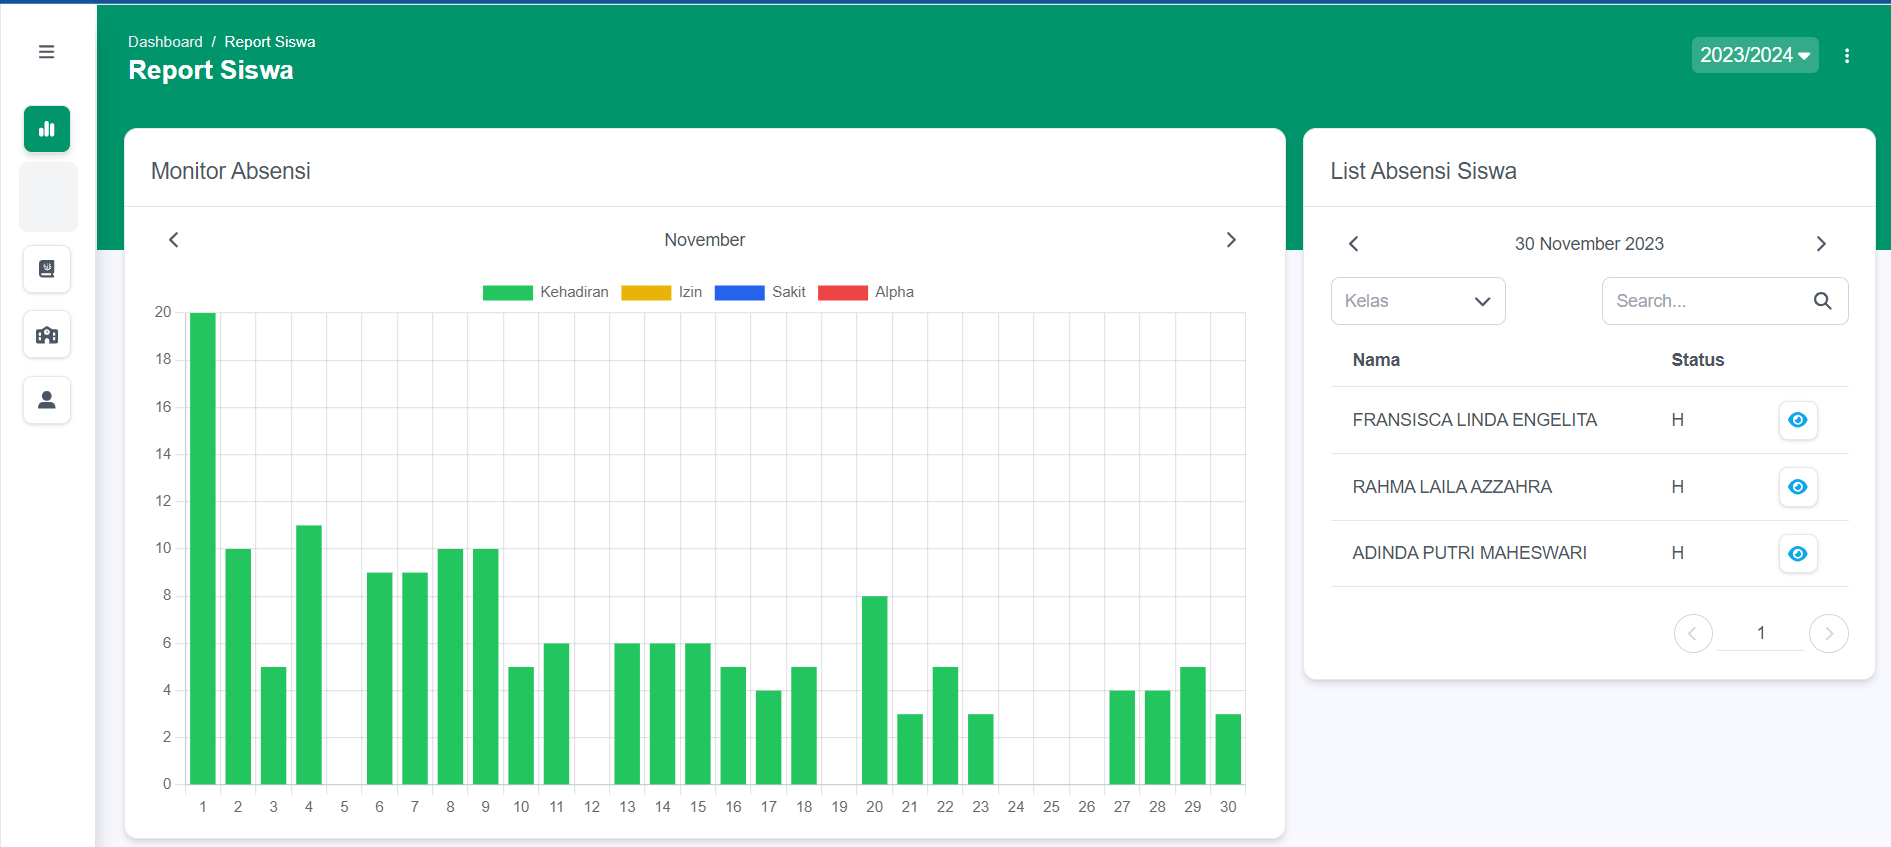 Dashboard / Report Siswa
Report Siswa
2023/2024
Monitor Absensi
November
Kehadiran Izin Sakit Alpha
20
18
16
14
12
10
8
6
4
2
0
1 2 3 4 5 6 7 8 9 10 11 12 13 14 15 16 17 18 19 20 21 22 23 24 25 26 27 28 29 30
List Absensi Siswa
30 November 2023
Kelas Search...
Nama Status
FRANSISCA LINDA ENGELITA H
RAHMA LAILA AZZAHRA H
ADINDA PUTRI MAHESWARI H
1